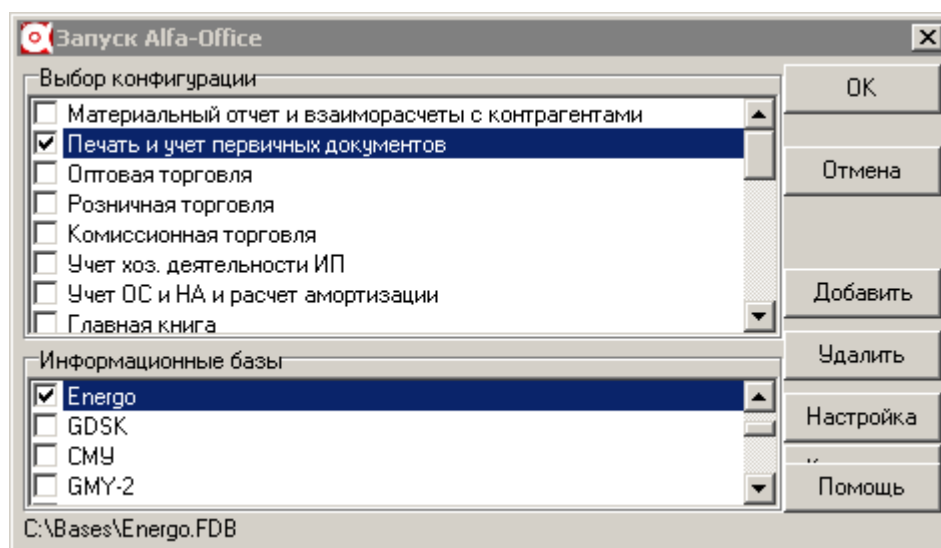 Запуск Alfa-Office
Выбор конфигурации
Материальный отчет и взаиморасчеты с контрагентами
Печать и учет первичных документов
Оптовая торговля
Розничная торговля
Комиссионная торговля
Учет хоз. деятельности ИП
Учет ОС и НА и расчет амортизации
Главная книга
Информационные базы
Energo
GDSK
СМУ
GMY-2
C:\Bases\Energo.FDB
OK
Отмена
Добавить
Удалить
Настройка
Помощь